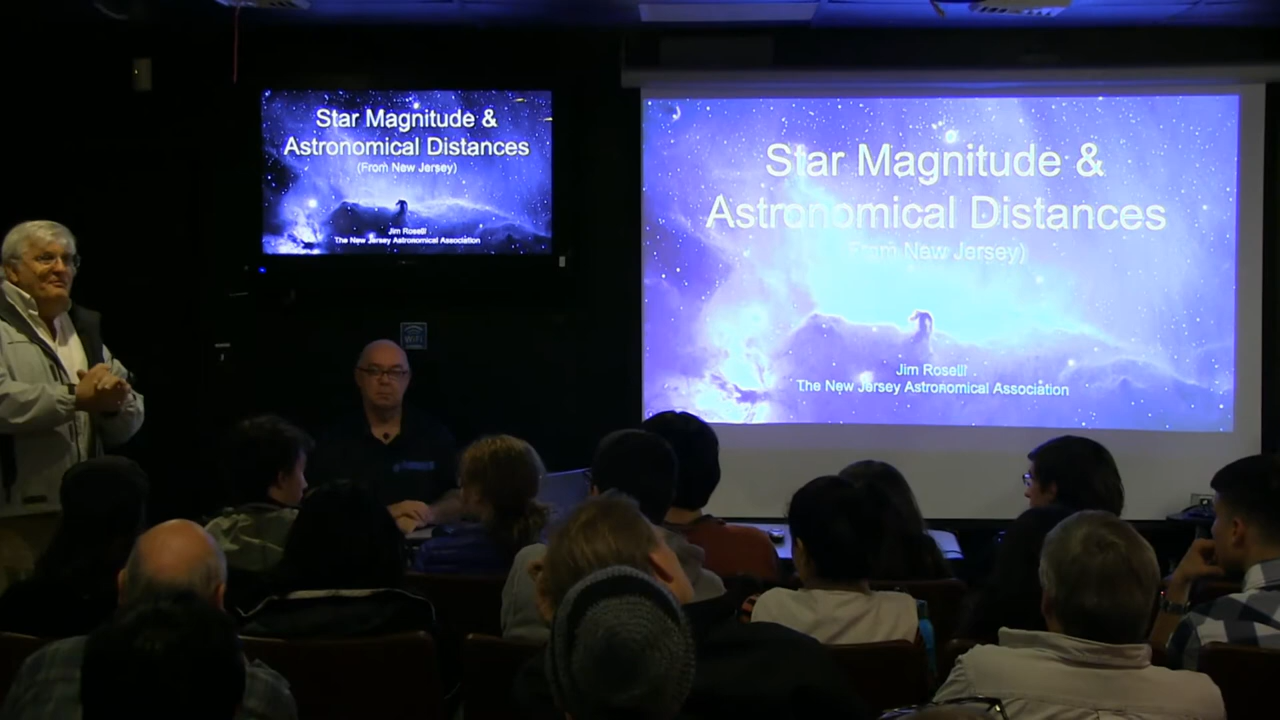 Star Magnitude &
Astronomical Distances
(From New Jersey)
Jim Roselli
The New Jersey Astronomical Association
WiFi
Star Magnitude &
Astronomical Distances
From New Jersey)
Jim Roselli
The New Jersey Astronomical Association